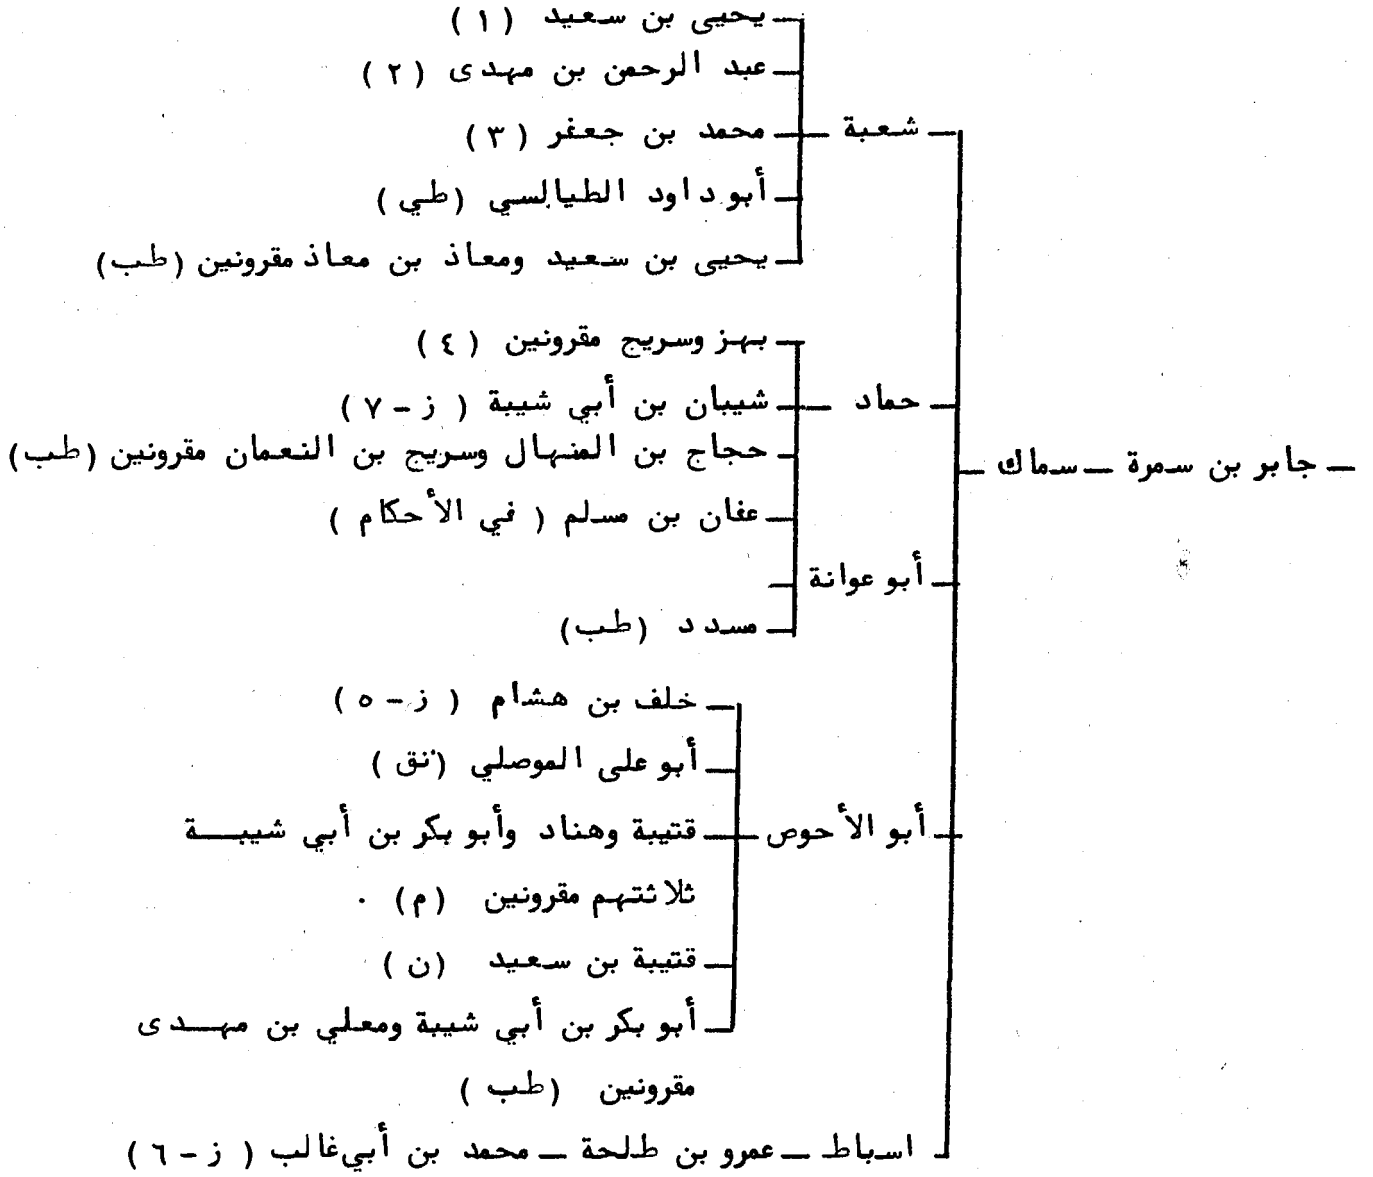 يحيى بن سعيد ( ١ )
عبد الرحمن بن مهدى ( ٢ )
شعبة — محمد بن جعفر ( ٣ )
أبو داود الطيالسي (طي )
يحيى بن سعيد ومعاذ بن معاذ مقرونين (طب)
بهز وسريج مقرونين ( ٤ )
حماد — شيبان بن أبي شيبة ( ز - ٧ )
حجاج بن المنهال وسريج بن النعمان مقرونين (طب)
— جابر بن سمرة — سماك
عفان بن مسلم ( في الأحكام )
أبو عوانة
مسدد (طب)
خلف بن هشام ( ز - ٥ )
أبو على الموصلي (نق )
أبو الأحوص — قتيبة وهناد وأبو بكر بن أبي شيبـــة
ثلاثتهم مقرونين (م) .
قتيبة بن سعيد (ن )
أبو بكر بن أبي شيبة ومعلي بن مهـــدى
مقرونين (طب )
اسباط — عمرو بن طلحة — محمد بن أبي غالب ( ز - ٦ )